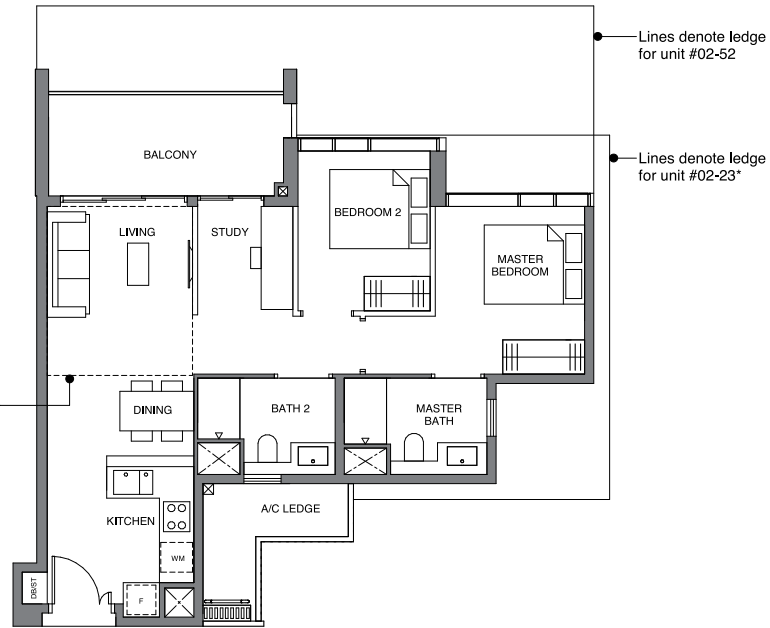 Lines denote ledge
for unit #02-52
Lines denote ledge
for unit #02-23*
BALCONY
LIVING
STUDY
BEDROOM 2
MASTER
BEDROOM
DINING
BATH 2
MASTER
BATH
KITCHEN
A/C LEDGE
WM
DB/ST
F